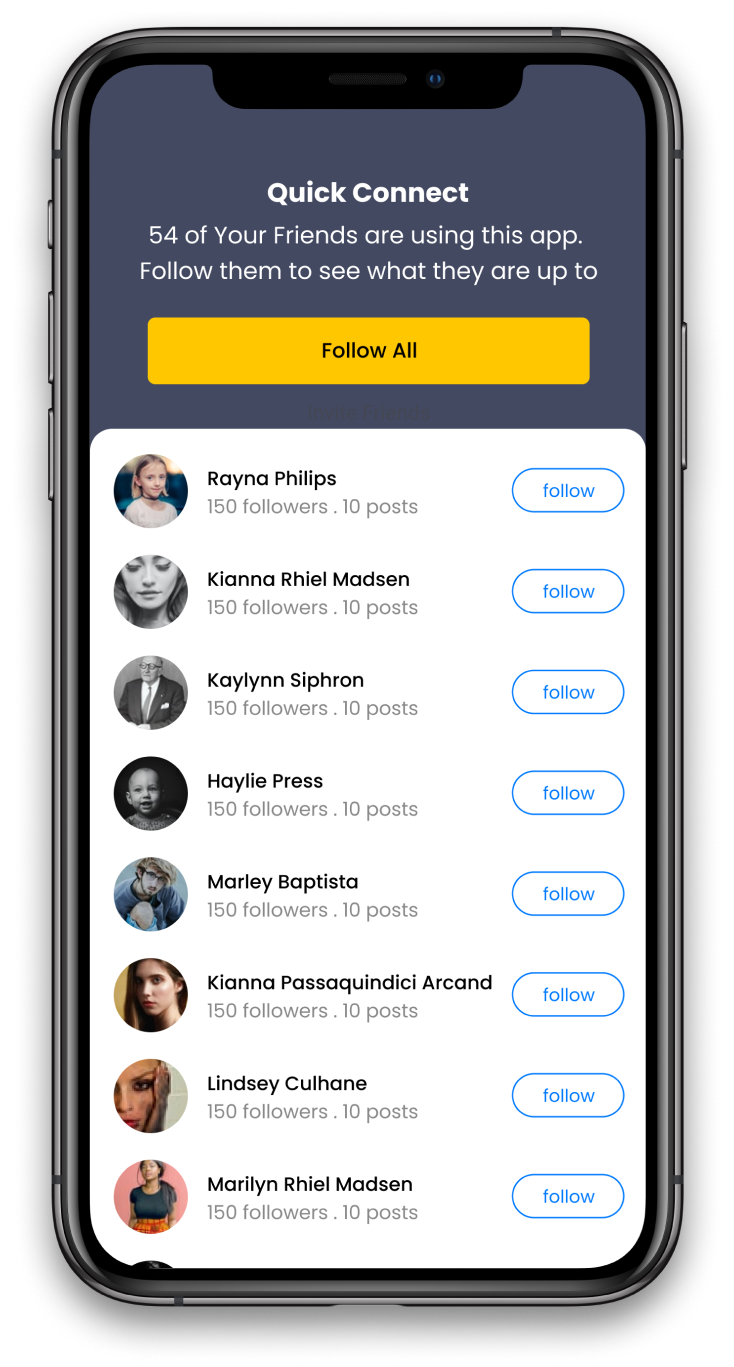 Quick Connect
54 of Your Friends are using this app.
Follow them to see what they are up to
Follow All
Invite Friends
Rayna Philips
150 followers . 10 posts
follow
Kianna Rhiel Madsen
150 followers . 10 posts
follow
Kaylynn Siphron
150 followers . 10 posts
follow
Haylie Press
150 followers . 10 posts
follow
Marley Baptista
150 followers . 10 posts
follow
Kianna Passaquindici Arcand
150 followers . 10 posts
follow
Lindsey Culhane
150 followers . 10 posts
follow
Marilyn Rhiel Madsen
150 followers . 10 posts
follow